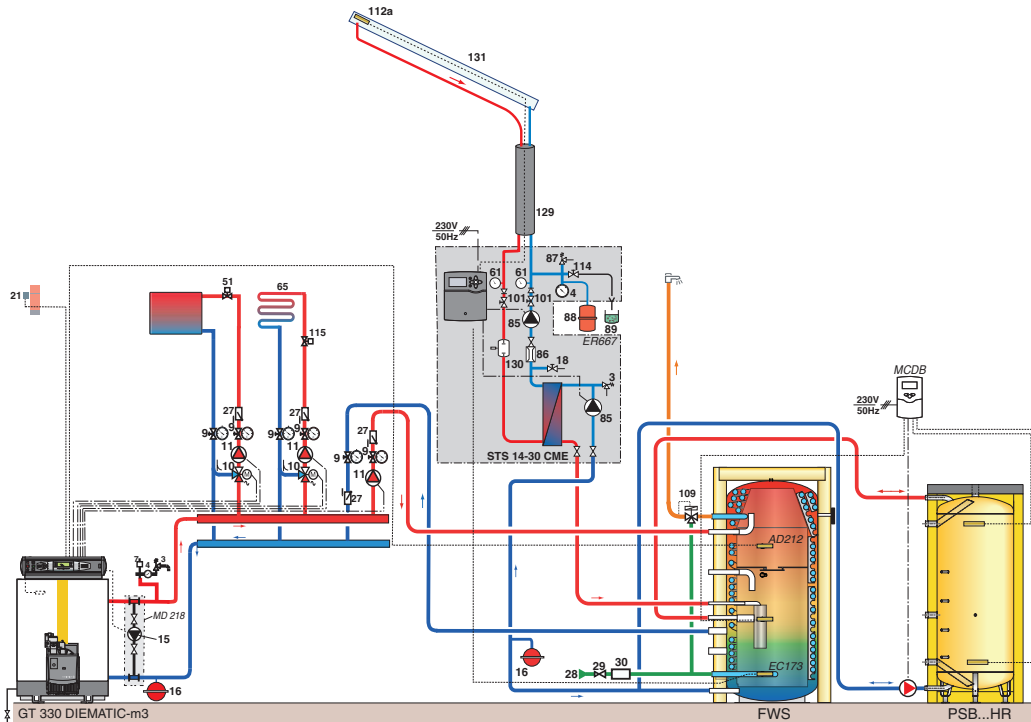 112a
131
129
230V
50Hz
61
61
87
114
101
101
4
85
88
89
ER667
130
86
18
3
85
STS 14-30 CME
21
51
65
115
27
27
27
9
9
9
9
9
9
11
11
11
10
10
M
M
27
MCDB
230V
50Hz
109
AD212
EC173
7
4
3
MD 218
15
16
16
28
29
30
GT 330 DIEMATIC-m3
FWS
PSB...HR